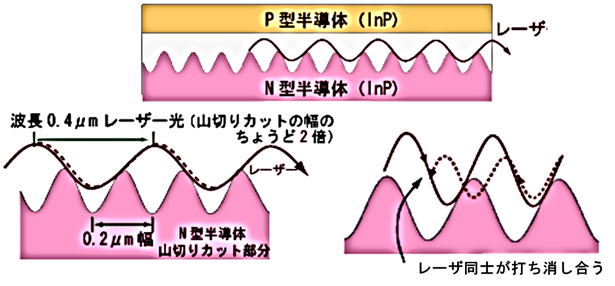 P型半導体 (InP)
レーザ
N型半導体 (InP)
波長0.4μmレーザー光(山切りカットの幅の
ちょうど2倍)
レーザー
0.2μm幅
N型半導体
山切りカット部分
レーザ同士が打ち消し合う